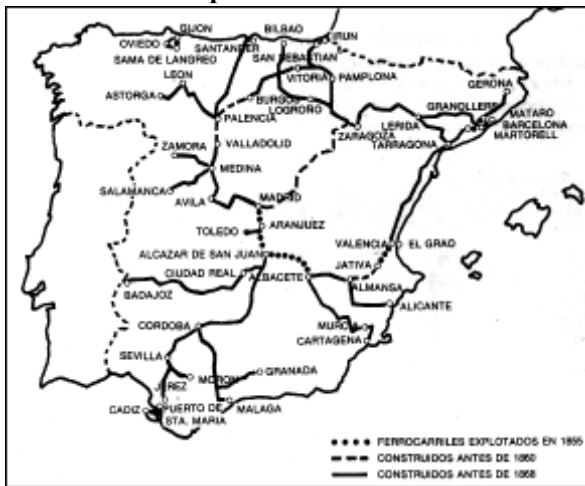 GIJON
BILBAO
OVIEDO
SANTANDER
IRUN
SAMA DE LANGREO
SAN SEBASTIAN
LEON
VITORIA
PAMPLONA
GERONA
ASTORGA
BURGOS
LOGROÑO
GRANOLLERS
MATARO
PALENCIA
LERIDA
BARCELONA
ZARAGOZA
MARTORELL
ZAMORA
VALLADOLID
TARRAGONA
MEDINA
SALAMANCA
AVILA
MADRID
ARANJUEZ
TOLEDO
VALENCIA
EL GRAO
ALCAZAR DE SAN JUAN
JATIVA
CIUDAD REAL
ALBACETE
ALMANSA
BADAJOZ
ALICANTE
CORDOBA
MURCIA
CARTAGENA
SEVILLA
MORON
GRANADA
JEREZ
CADIZ
PUERTO DE
STA. MARIA
MALAGA
FERROCARRILES EXPLOTADOS EN 1855
CONSTRUIDOS ANTES DE 1860
CONSTRUIDOS ANTES DE 1868